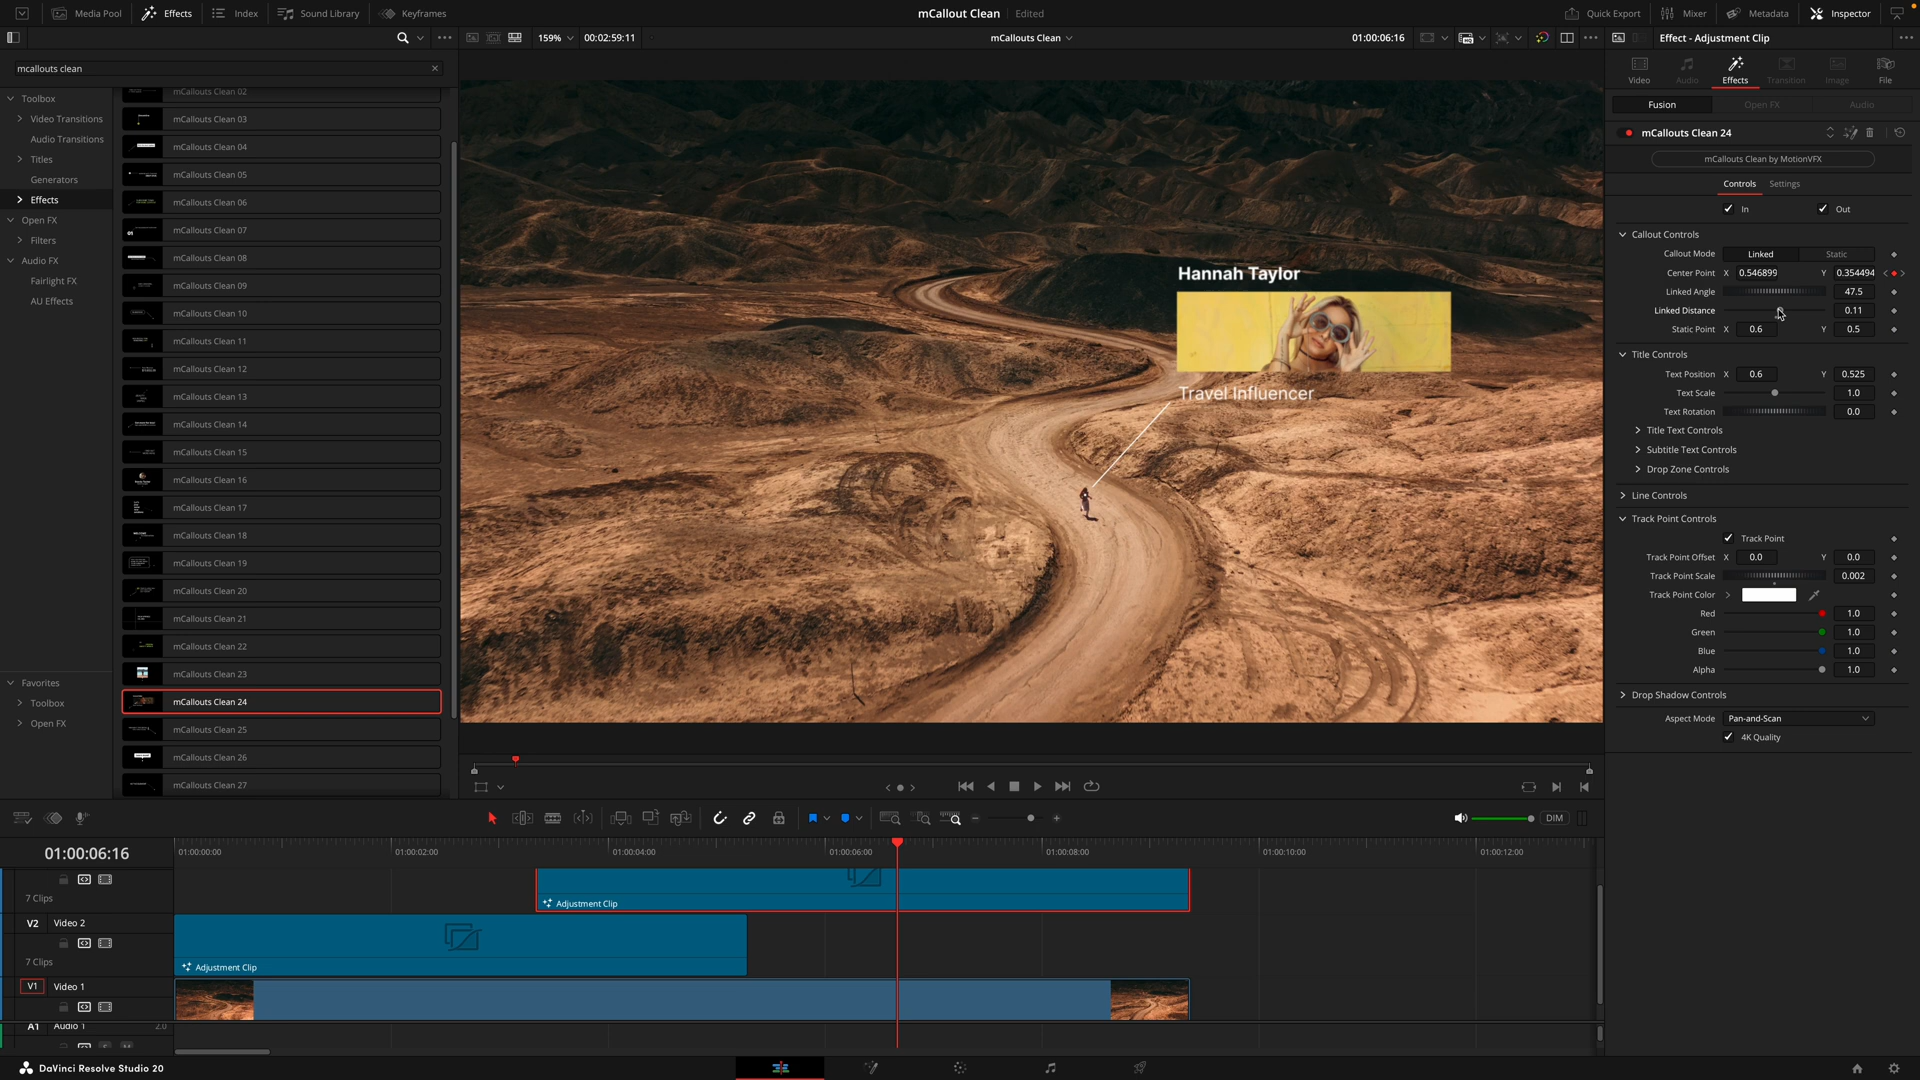 Media Pool Effects Index Sound Library Keyframes mCallout Clean Edited Quick Export Mixer Metadata Inspector
159% 00:02:59:11 mCallouts Clean 01:00:06:16 Effect - Adjustment Clip
mcallouts clean
Video Audio Effects Transition Image File
Toolbox
Video Transitions
Audio Transitions
Titles
Generators
Effects
Open FX
Filters
Audio FX
Fairlight FX
AU Effects
Favorites
Toolbox
Open FX
mCallouts Clean 02
mCallouts Clean 03
mCallouts Clean 04
mCallouts Clean 05
mCallouts Clean 06
mCallouts Clean 07
mCallouts Clean 08
mCallouts Clean 09
mCallouts Clean 10
mCallouts Clean 11
mCallouts Clean 12
mCallouts Clean 13
mCallouts Clean 14
mCallouts Clean 15
mCallouts Clean 16
mCallouts Clean 17
mCallouts Clean 18
mCallouts Clean 19
mCallouts Clean 20
mCallouts Clean 21
mCallouts Clean 22
mCallouts Clean 23
mCallouts Clean 24
mCallouts Clean 25
mCallouts Clean 26
mCallouts Clean 27
Hannah Taylor
Travel Influencer
Fusion Open FX Audio
mCallouts Clean 24
mCallouts Clean by MotionVFX
Controls Settings
In Out
Callout Controls
Callout Mode Linked Static
Center Point X 0.546899 Y 0.354494
Linked Angle 47.5
Linked Distance 0.11
Static Point X 0.6 Y 0.5
Title Controls
Text Position X 0.6 Y 0.525
Text Scale 1.0
Text Rotation 0.0
Title Text Controls
Subtitle Text Controls
Drop Zone Controls
Line Controls
Track Point Controls
Track Point
Track Point Offset X 0.0 Y 0.0
Track Point Scale 0.002
Track Point Color
Red 1.0
Green 1.0
Blue 1.0
Alpha 1.0
Drop Shadow Controls
Aspect Mode Pan-and-Scan
4K Quality
DIM
01:00:06:16 01:00:00:00 01:00:02:00 01:00:04:00 01:00:06:00 01:00:08:00 01:00:10:00 01:00:12:00
7 Clips
Adjustment Clip
V2 Video 2
7 Clips
Adjustment Clip
V1 Video 1
A1 Audio 1 2.0
DaVinci Resolve Studio 20